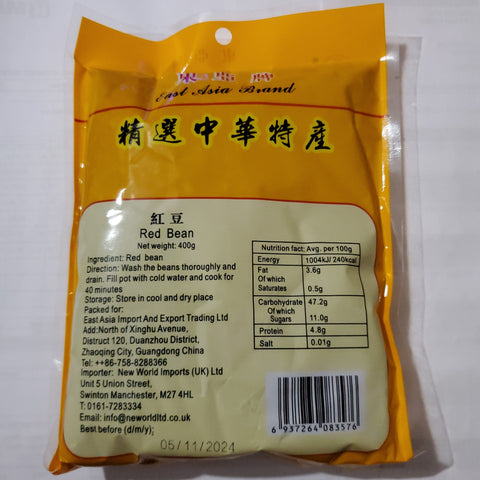 東亞牌
East Asia Brand
精選中華特產
紅豆
Red Bean
Net weight: 400g
Ingredient: Red bean
Direction: Wash the beans thoroughly and
drain. Fill pot with cold water and cook for
40 minutes
Storage: Store in cool and dry place
Packed for:
East Asia Import And Export Trading Ltd
Add:North of Xinghu Avenue,
Distruct 120, Duanzhou District,
Zhaoqing City, Guangdong China
Tel: ++86-758-8288366
Importer: New World Imports (UK) Ltd
Unit 5 Union Street,
Swinton Manchester, M27 4HL
T:0161-7283334
Email: info@neworldltd.co.uk
Best before (d/m/y);
05/11/2024
Nutrition fact: Avg. per 100g
Energy 1004kJ/ 240kcal
Fat 3.6g
Of which
Saturates 0.5g
Carbohydrate 47.2g
Of which
Sugars 11.0g
Protein 4.8g
Salt 0.01g
6 937264 083576